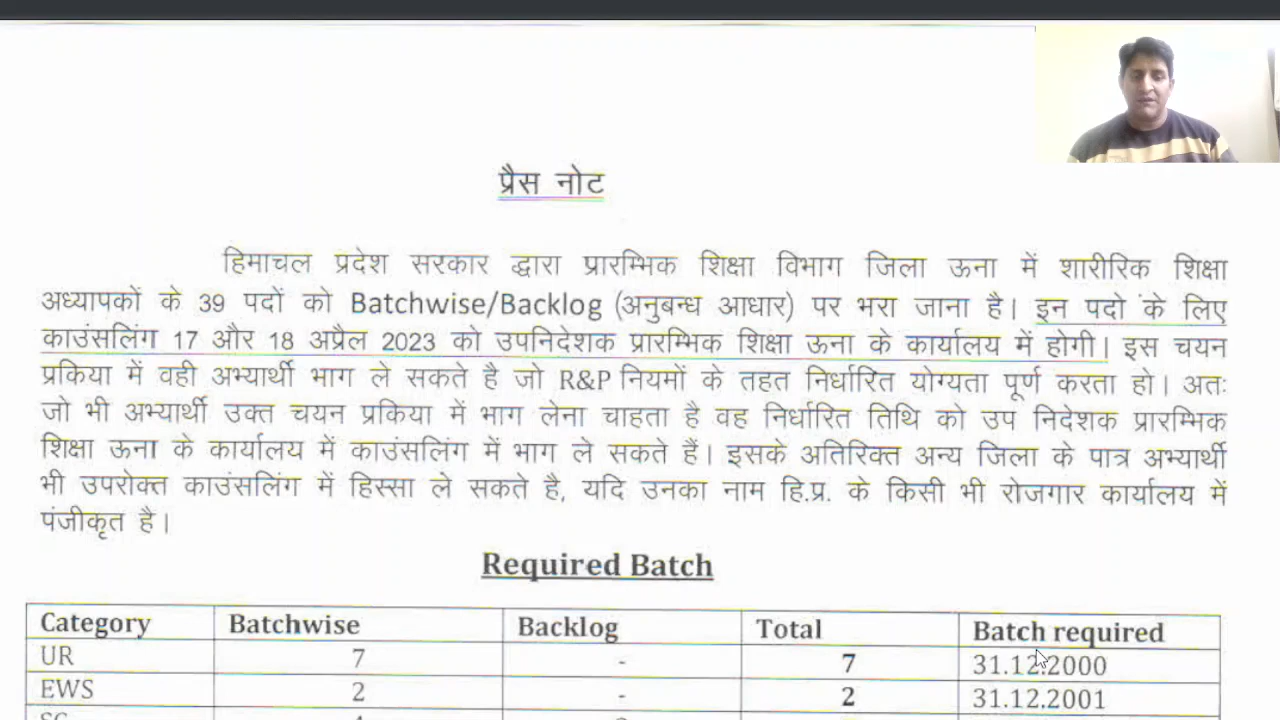 प्रैस नोट
हिमाचल प्रदेश सरकार द्वारा प्रारम्भिक शिक्षा विभाग जिला ऊना में शारीरिक शिक्षा
अध्यापकों के 39 पदों को Batchwise/Backlog (अनुबन्ध आधार) पर भरा जाना है। इन पदो के लिए
काउंसलिंग 17 और 18 अप्रैल 2023 को उपनिदेशक प्रारम्भिक शिक्षा ऊना के कार्यालय में होगी। इस चयन
प्रकिया में वही अभ्यार्थी भाग ले सकते है जो R&P नियमों के तहत निर्धारित योग्यता पूर्ण करता हो। अतः
जो भी अभ्यार्थी उक्त चयन प्रकिया में भाग लेना चाहता है वह निर्धारित तिथि को उप निदेशक प्रारम्भिक
शिक्षा ऊना के कार्यालय में काउंसलिंग में भाग ले सकते हैं। इसके अतिरिक्त अन्य जिला के पात्र अभ्यार्थी
भी उपरोक्त काउंसलिंग में हिस्सा ले सकते है, यदि उनका नाम हि.प्र. के किसी भी रोजगार कार्यालय में
पंजीकृत है।
Required Batch
Category Batchwise Backlog Total Batch required
UR 7 - 7 31.12.2000
EWS 2 - 2 31.12.2001